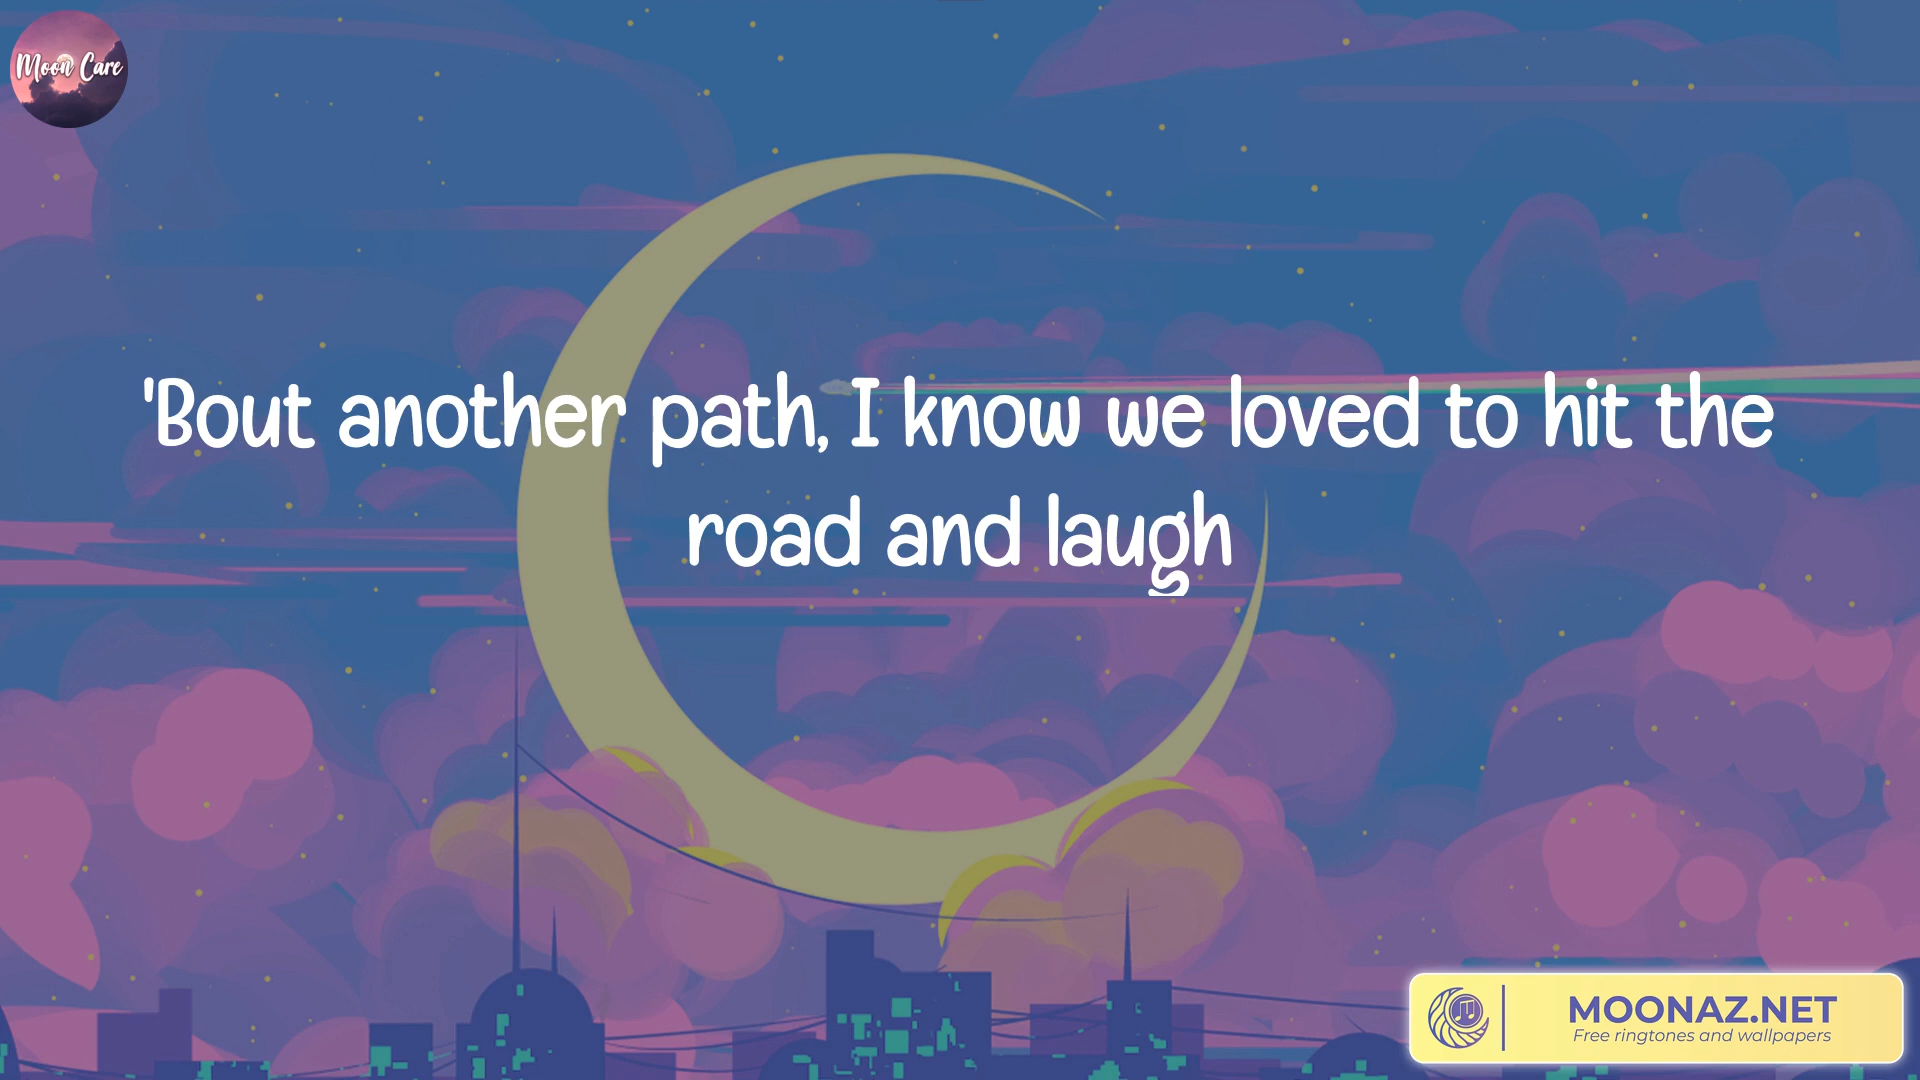 Moon Care
'Bout another path, I know we loved to hit the
road and laugh
MOONAZ.NET
Free ringtones and wallpapers